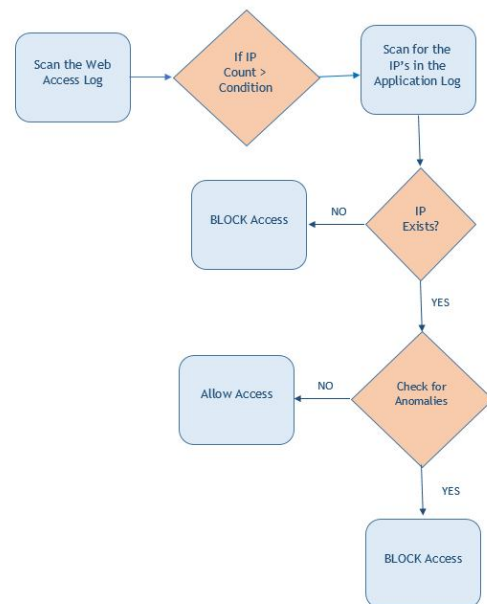 Scan the Web
Access Log
If IP
Count >
Condition
Scan for the
IP's in the
Application Log
IP
Exists?
NO
BLOCK Access
YES
Check for
Anomalies
NO
Allow Access
YES
BLOCK Access